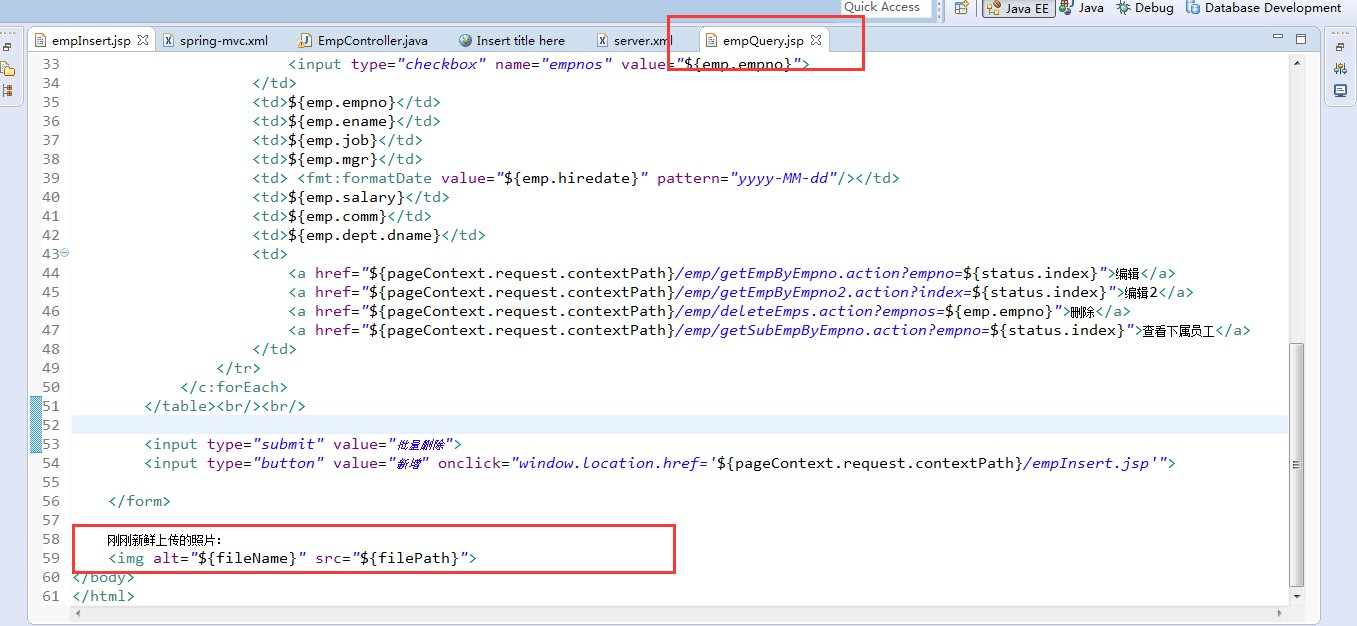 Quick Access
Java EE
Java
Debug
Database Development
empInsert.jsp
spring-mvc.xml
EmpController.java
Insert title here
server.xml
empQuery.jsp
33 <input type="checkbox" name="empnos" value="${emp.empno}">
34 </td>
35 <td>${emp.empno}</td>
36 <td>${emp.ename}</td>
37 <td>${emp.job}</td>
38 <td>${emp.mgr}</td>
39 <td> <fmt:formatDate value="${emp.hiredate}" pattern="yyyy-MM-dd"/></td>
40 <td>${emp.salary}</td>
41 <td>${emp.comm}</td>
42 <td>${emp.dept.dname}</td>
43 <td>
44 <a href="${pageContext.request.contextPath}/emp/getEmpByEmpno.action?empno=${status.index}">编辑</a>
45 <a href="${pageContext.request.contextPath}/emp/getEmpByEmpno2.action?index=${status.index}">编辑2</a>
46 <a href="${pageContext.request.contextPath}/emp/deleteEmps.action?empnos=${emp.empno}">删除</a>
47 <a href="${pageContext.request.contextPath}/emp/getSubEmpByEmpno.action?empno=${status.index}">查看下属员工</a>
48 </td>
49 </tr>
50 </c:forEach>
51 </table><br/><br/>
52
53 <input type="submit" value="批量删除">
54 <input type="button" value="新增" onclick="window.location.href='${pageContext.request.contextPath}/empInsert.jsp'">
55
56 </form>
57
58 刚刚新鲜上传的照片:
59 <img alt="${fileName}" src="${filePath}">
60 </body>
61 </html>